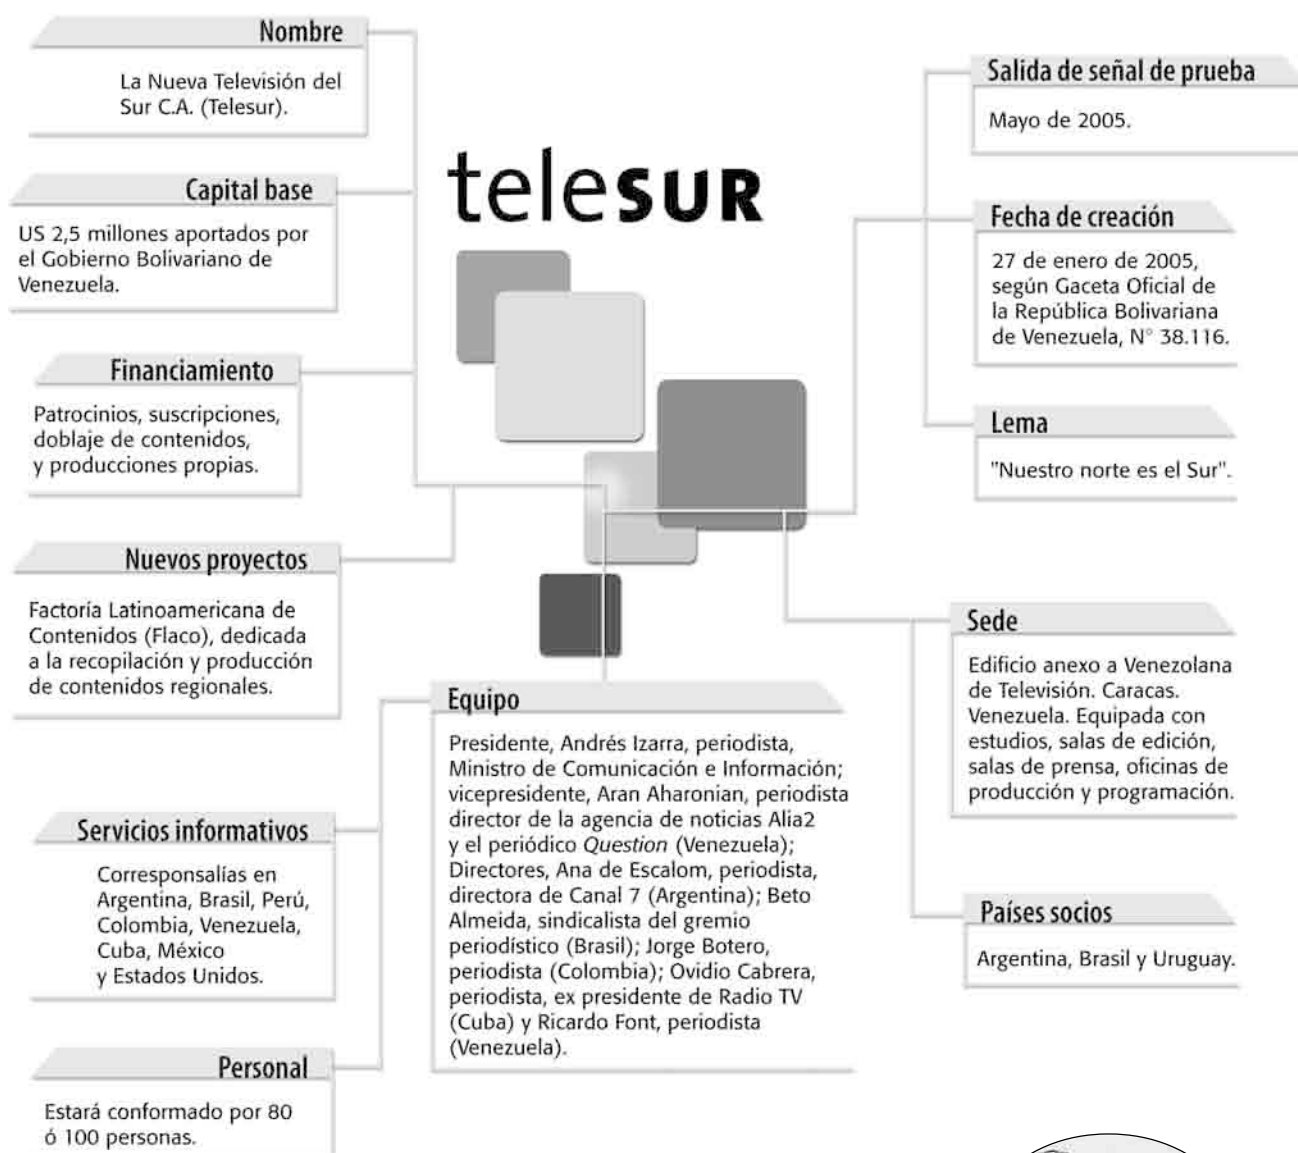 Nombre
La Nueva Televisión del
Sur C.A. (Telesur).
Capital base
US 2,5 millones aportados por
el Gobierno Bolivariano de
Venezuela.
Financiamiento
Patrocinios, suscripciones,
doblaje de contenidos,
y producciones propias.
Nuevos proyectos
Factoría Latinoamericana de
Contenidos (Flaco), dedicada
a la recopilación y producción
de contenidos regionales.
Servicios informativos
Corresponsalías en
Argentina, Brasil, Perú,
Colombia, Venezuela,
Cuba, México
y Estados Unidos.
Personal
Estará conformado por 80
ó 100 personas.
teleSUR
Equipo
Presidente, Andrés Izarra, periodista,
Ministro de Comunicación e Información;
vicepresidente, Aran Aharonian, periodista
director de la agencia de noticias Alia2
y el periódico Question (Venezuela);
Directores, Ana de Escalom, periodista,
directora de Canal 7 (Argentina); Beto
Almeida, sindicalista del gremio
periodístico (Brasil); Jorge Botero,
periodista (Colombia); Ovidio Cabrera,
periodista, ex presidente de Radio TV
(Cuba) y Ricardo Font, periodista
(Venezuela).
Salida de señal de prueba
Mayo de 2005.
Fecha de creación
27 de enero de 2005,
según Gaceta Oficial de
la República Bolivariana
de Venezuela, N° 38.116.
Lema
"Nuestro norte es el Sur".
Sede
Edificio anexo a Venezolana
de Televisión. Caracas.
Venezuela. Equipada con
estudios, salas de edición,
salas de prensa, oficinas de
producción y programación.
Países socios
Argentina, Brasil y Uruguay.